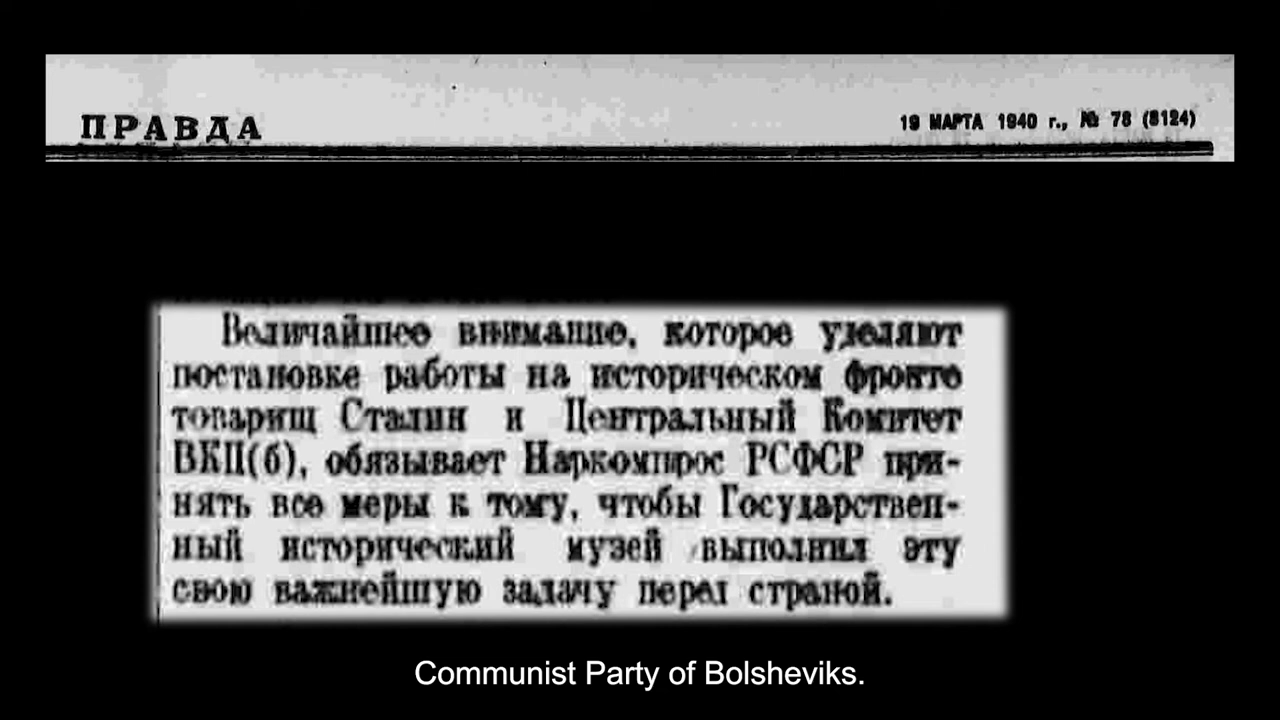 ПРАВДА
19 МАРТА 1940 г., № 78 (8124)
Величайшее внимание, которое уделяют
постановке работы на историческом фронте
товарищ Сталин и Центральный Комитет
ВКП(б), обязывает Наркомпрос РСФСР при-
нять все меры к тому, чтобы Государствен-
ный исторический музей выполнил эту
свою важнейшую задачу перед страной.
Communist Party of Bolsheviks.